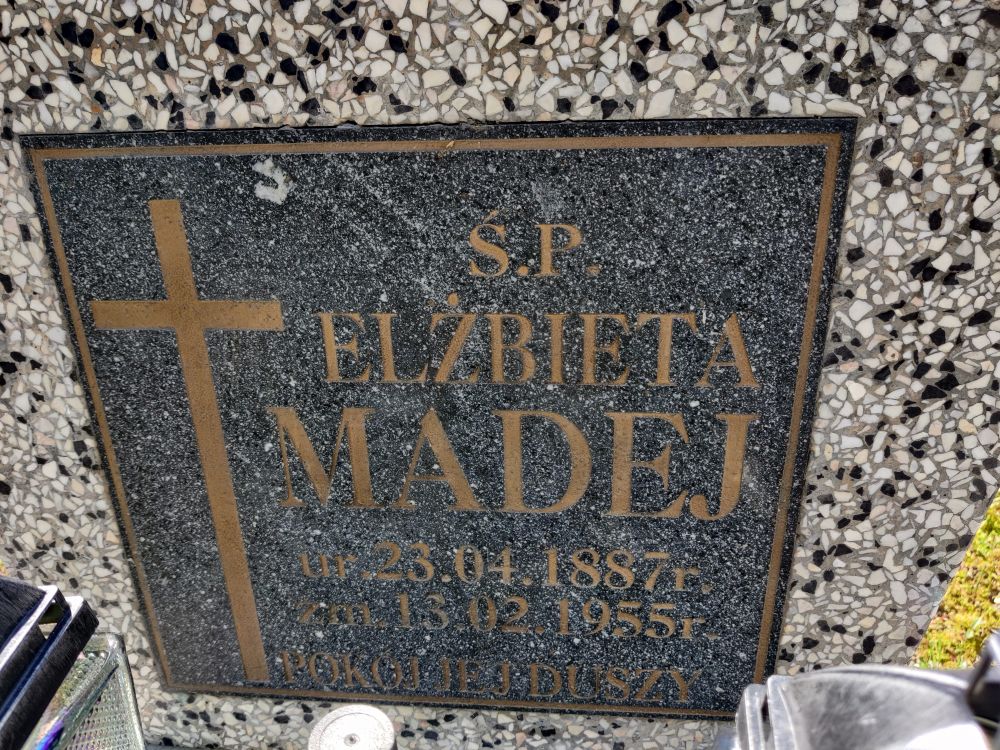 Ś.P.
ELŻBIETA
MADEJ
ur.23.04.1887r.
zm.13.02.1955r.
POKÓJ JEJ DUSZY